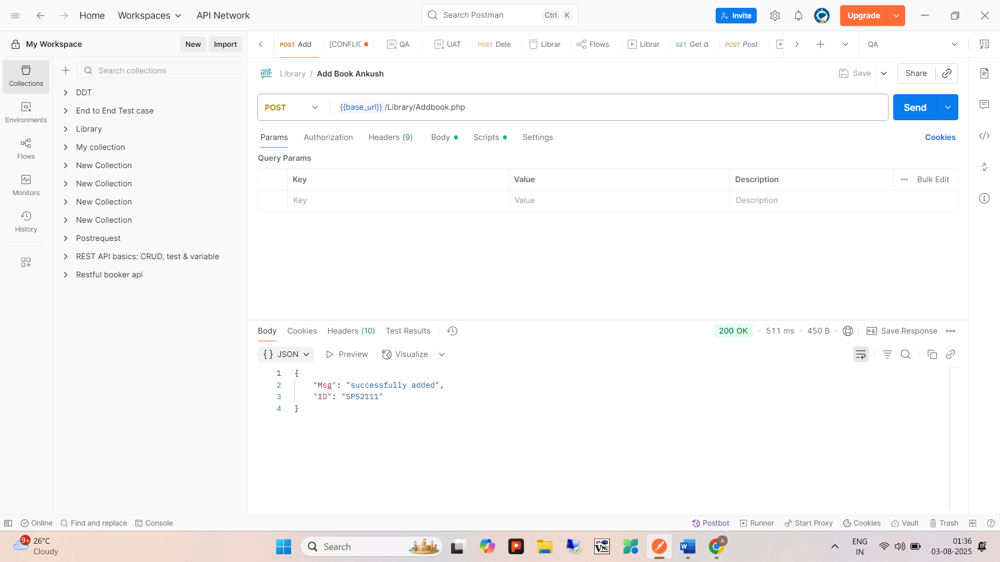 Home
Workspaces
API Network
Search Postman
Ctrl K
Invite
Upgrade
My Workspace
New
Import
POST Add
[CONFLIC
QA
UAT
POST Dele
Librar
Flows
Librar
GET Get d
POST Post
QA
Collections
Environments
Flows
Monitors
History
Search collections
DDT
End to End Test case
Library
My collection
New Collection
New Collection
New Collection
New Collection
Postrequest
REST API basics: CRUD, test & variable
Restful booker api
HTTP Library / Add Book Ankush
Save
Share
POST
{{base_url}} /Library/Addbook.php
Send
Params
Authorization
Headers (9)
Body
Scripts
Settings
Cookies
Query Params
Key Value Description Bulk Edit
Key Value Description
Body
Cookies
Headers (10)
Test Results
200 OK
511 ms
450 B
e.g. Save Response
{} JSON
Preview
Visualize
1 {
2 "Msg": "successfully added",
3 "ID": "SP52111"
4 }
Online
Find and replace
Console
Postbot
Runner
Start Proxy
Cookies
Vault
Trash
9+
26°C
Cloudy
Search
VNC
W
A
ENG
IN
01:36
03-08-2025